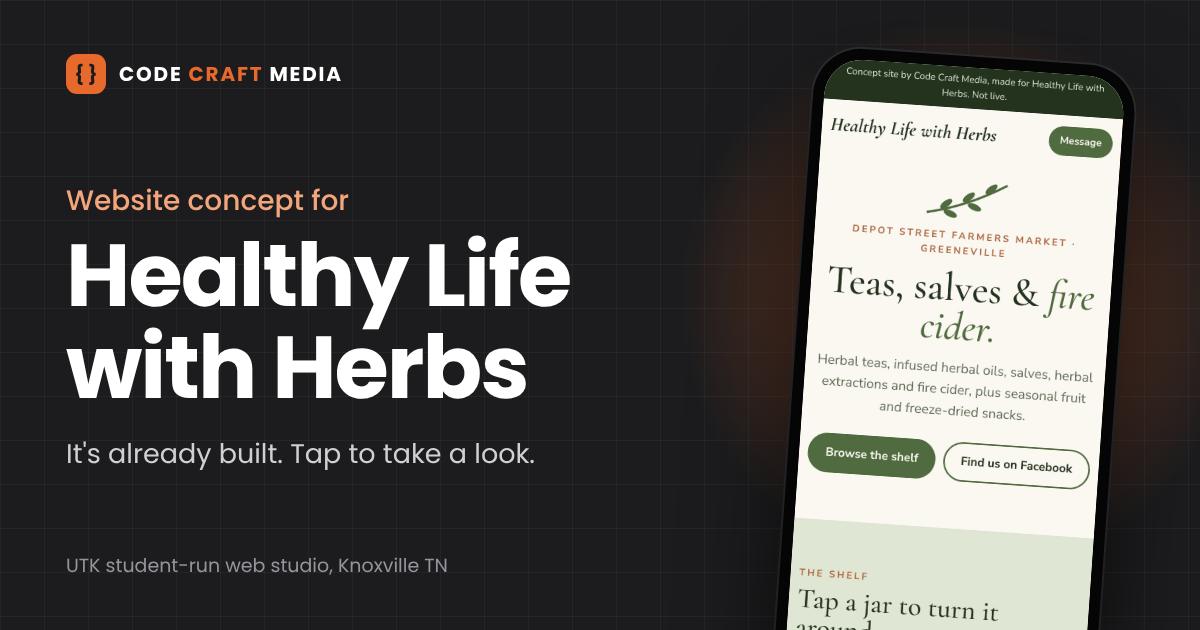 { }
CODE CRAFT MEDIA
Website concept for
Healthy Life
with Herbs
It's already built. Tap to take a look.
UTK student-run web studio, Knoxville TN
Concept site by Code Craft Media, made for Healthy Life with
Herbs. Not live.
Healthy Life with Herbs
Message
DEPOT STREET FARMERS MARKET ·
GREENEVILLE
Teas, salves & fire
cider.
Herbal teas, infused herbal oils, salves, herbal
extractions and fire cider, plus seasonal fruit
and freeze-dried snacks.
Browse the shelf
Find us on Facebook
THE SHELF
Tap a jar to turn it
around